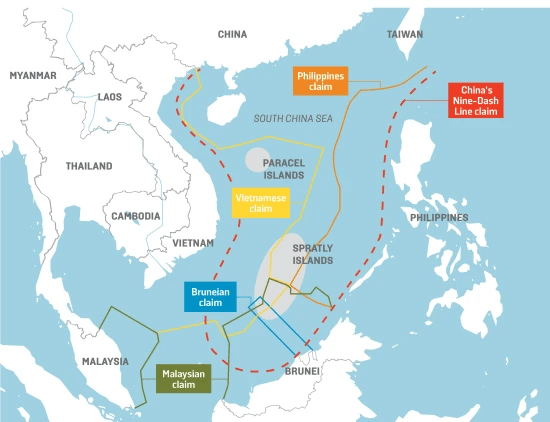 CHINA
TAIWAN
MYANMAR
Philippines
claim
LAOS
China's
Nine-Dash
Line claim
SOUTH CHINA SEA
THAILAND
PARACEL
ISLANDS
Vietnamese
claim
CAMBODIA
PHILIPPINES
VIETNAM
SPRATLY
ISLANDS
Bruneian
claim
MALAYSIA
Malaysian
claim
BRUNEI